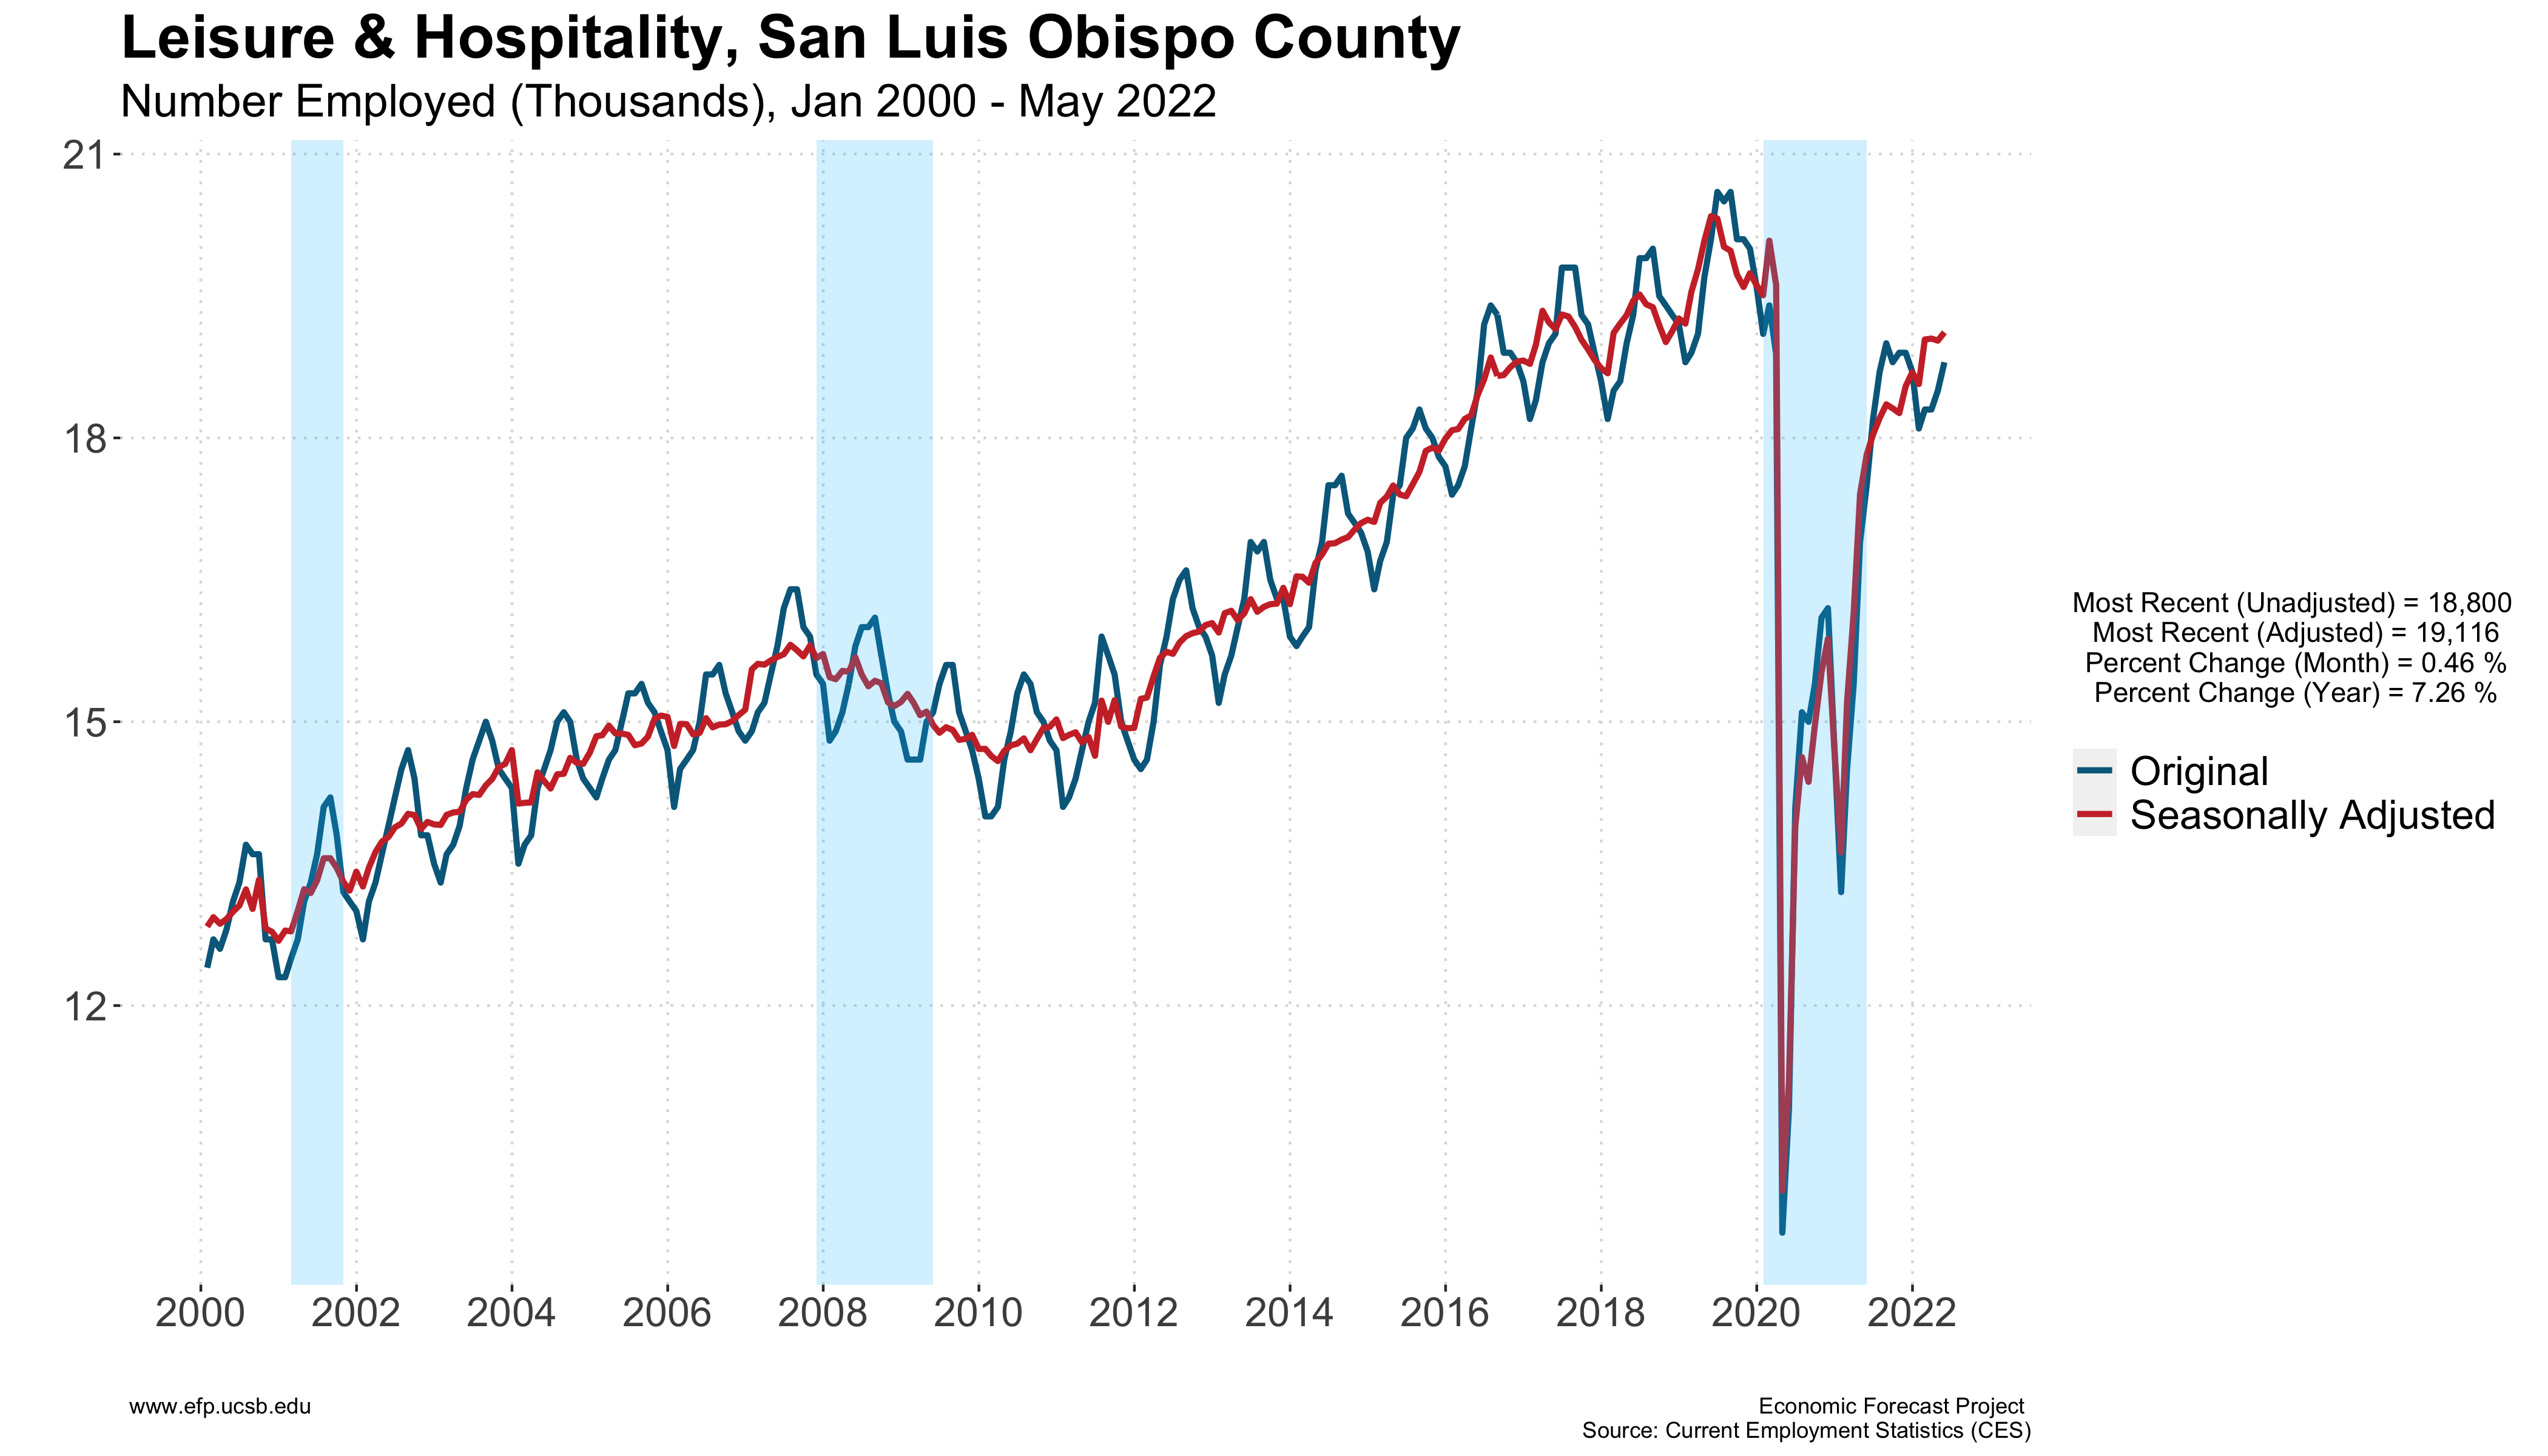 Leisure & Hospitality, San Luis Obispo County
Number Employed (Thousands), Jan 2000 - May 2022
21
18
15
12
2000 2002 2004 2006 2008 2010 2012 2014 2016 2018 2020 2022
Most Recent (Unadjusted) = 18,800
Most Recent (Adjusted) = 19,116
Percent Change (Month) = 0.46 %
Percent Change (Year) = 7.26 %
Original
Seasonally Adjusted
www.efp.ucsb.edu
Economic Forecast Project
Source: Current Employment Statistics (CES)